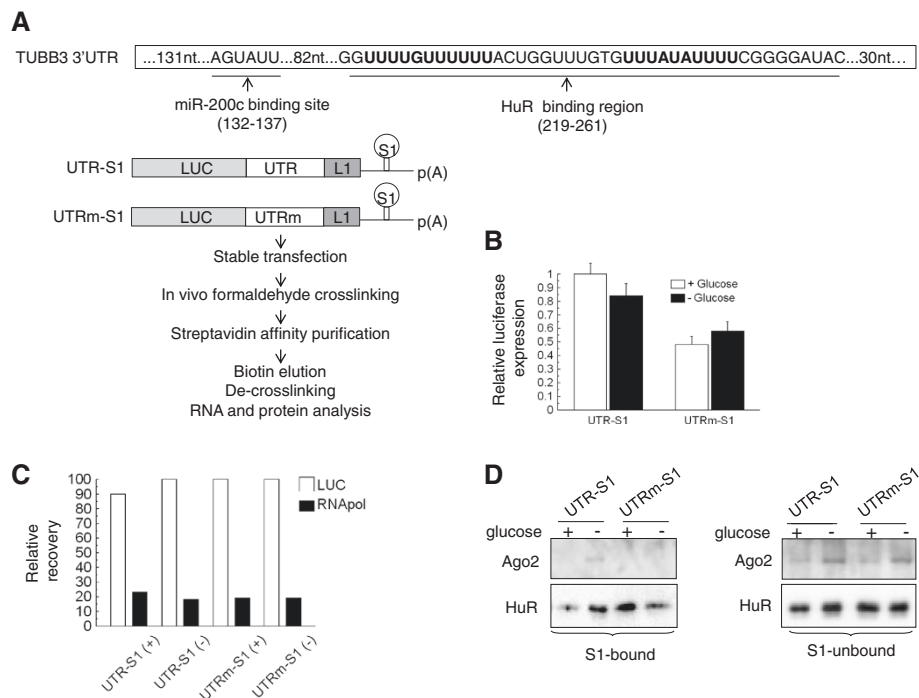 A
TUBB3 3'UTR
...131nt...AGUAUU...82nt...GGUUUUGUUUUUUACUGGUUUGTGUUUAUAUUUUCGGGGAUAC...30nt...
miR-200c binding site
(132-137)
HuR binding region
(219-261)
S1
UTR-S1
LUC
UTR
L1
p(A)
S1
UTRm-S1
LUC
UTRm
L1
p(A)
Stable transfection
In vivo formaldehyde crosslinking
Streptavidin affinity purification
Biotin elution
De-crosslinking
RNA and protein analysis
B
Relative luciferase
expression
1
0.9
0.8
0.7
0.6
0.5
0.4
0.3
0.2
0.1
0
+ Glucose
- Glucose
UTR-S1
UTRm-S1
C
Relative
recovery
100
90
80
70
60
50
40
30
20
10
0
LUC
RNApol
UTR-S1 (+)
UTR-S1 (-)
UTRm-S1 (+)
UTRm-S1 (-)
D
UTR-S1
UTRm-S1
glucose + - + -
Ago2
HuR
S1-bound
UTR-S1
UTRm-S1
glucose + - + -
Ago2
HuR
S1-unbound